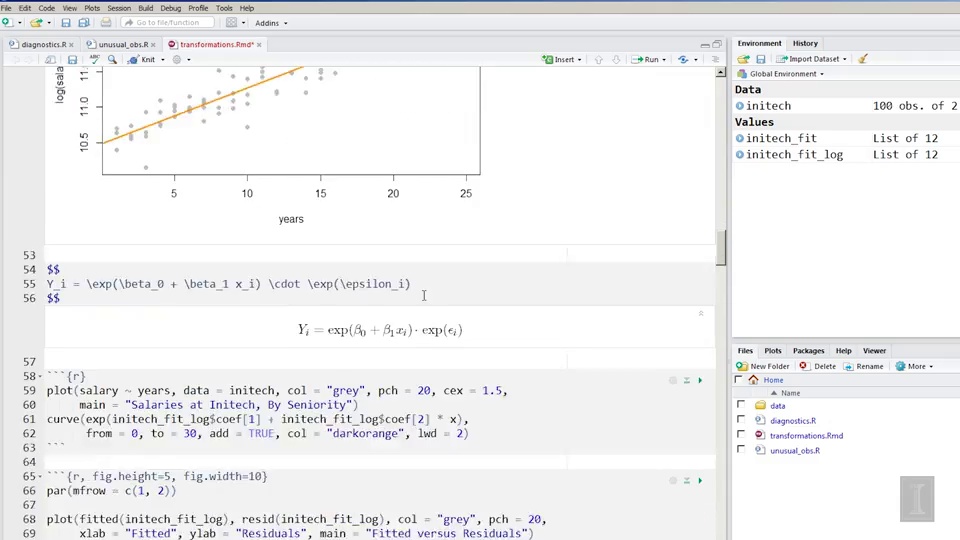 File Edit Code View Plots Session Build Debug Profile Tools Help
Go to file/function Addins
diagnostics.R unusual_obs.R transformations.Rmd*
Knit Insert Run
log(sala
11.
11.0
10.5
5 10 15 20 25
years
53
54 $$
55 Y_i = \exp(\beta_0 + \beta_1 x_i) \cdot \exp(\epsilon_i)
56 $$
Yᵢ = exp(β₀ + β₁xᵢ) · exp(ϵᵢ)
57
58 ```{r}
59 plot(salary ~ years, data = initech, col = "grey", pch = 20, cex = 1.5,
60 main = "Salaries at Initech, By Seniority")
61 curve(exp(initech_fit_log$coef[1] + initech_fit_log$coef[2] * x),
62 from = 0, to = 30, add = TRUE, col = "darkorange", lwd = 2)
63 ```
64
65 ```{r, fig.height=5, fig.width=10}
66 par(mfrow = c(1, 2))
67
68 plot(fitted(initech_fit_log), resid(initech_fit_log), col = "grey", pch = 20,
69 xlab = "Fitted", ylab = "Residuals", main = "Fitted versus Residuals")
Environment History
Import Dataset
Global Environment
Data
initech 100 obs. of 2
Values
initech_fit List of 12
initech_fit_log List of 12
Files Plots Packages Help Viewer
New Folder Delete Rename More
Home
Name
data
diagnostics.R
transformations.Rmd
unusual_obs.R
I